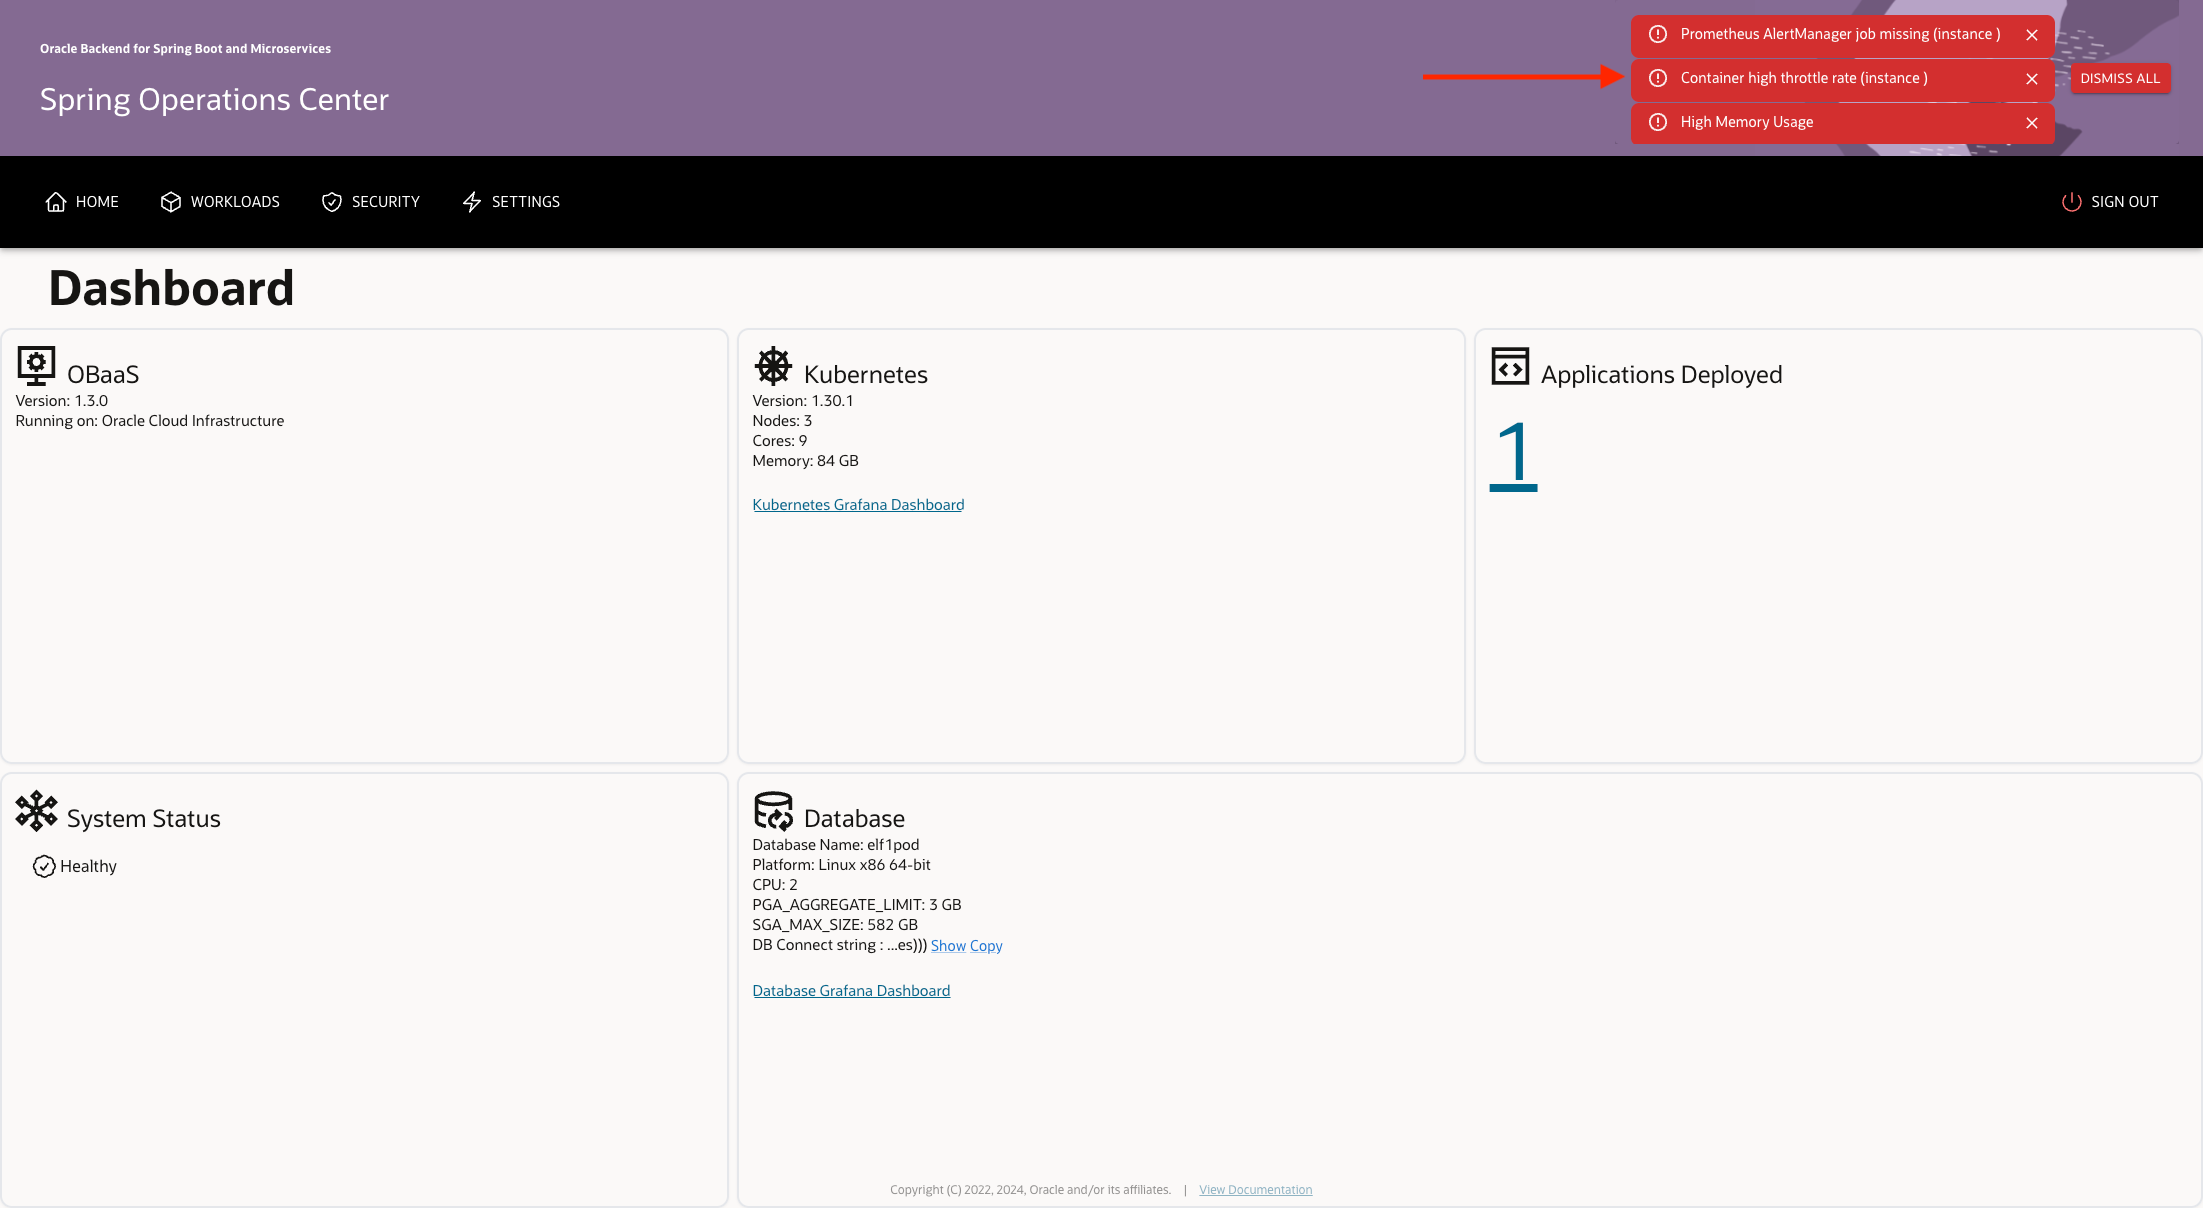 Oracle Backend for Spring Boot and Microservices
Spring Operations Center
Prometheus AlertManager job missing (instance )
Container high throttle rate (instance )
High Memory Usage
DISMISS ALL
HOME
WORKLOADS
SECURITY
SETTINGS
SIGN OUT
Dashboard
OBaaS
Version: 1.3.0
Running on: Oracle Cloud Infrastructure
Kubernetes
Version: 1.30.1
Nodes: 3
Cores: 9
Memory: 84 GB
Kubernetes Grafana Dashboard
Applications Deployed
1
System Status
Healthy
Database
Database Name: elf1pod
Platform: Linux x86 64-bit
CPU: 2
PGA_AGGREGATE_LIMIT: 3 GB
SGA_MAX_SIZE: 582 GB
DB Connect string : ...es))) Show Copy
Database Grafana Dashboard
Copyright (C) 2022, 2024, Oracle and/or its affiliates. | View Documentation